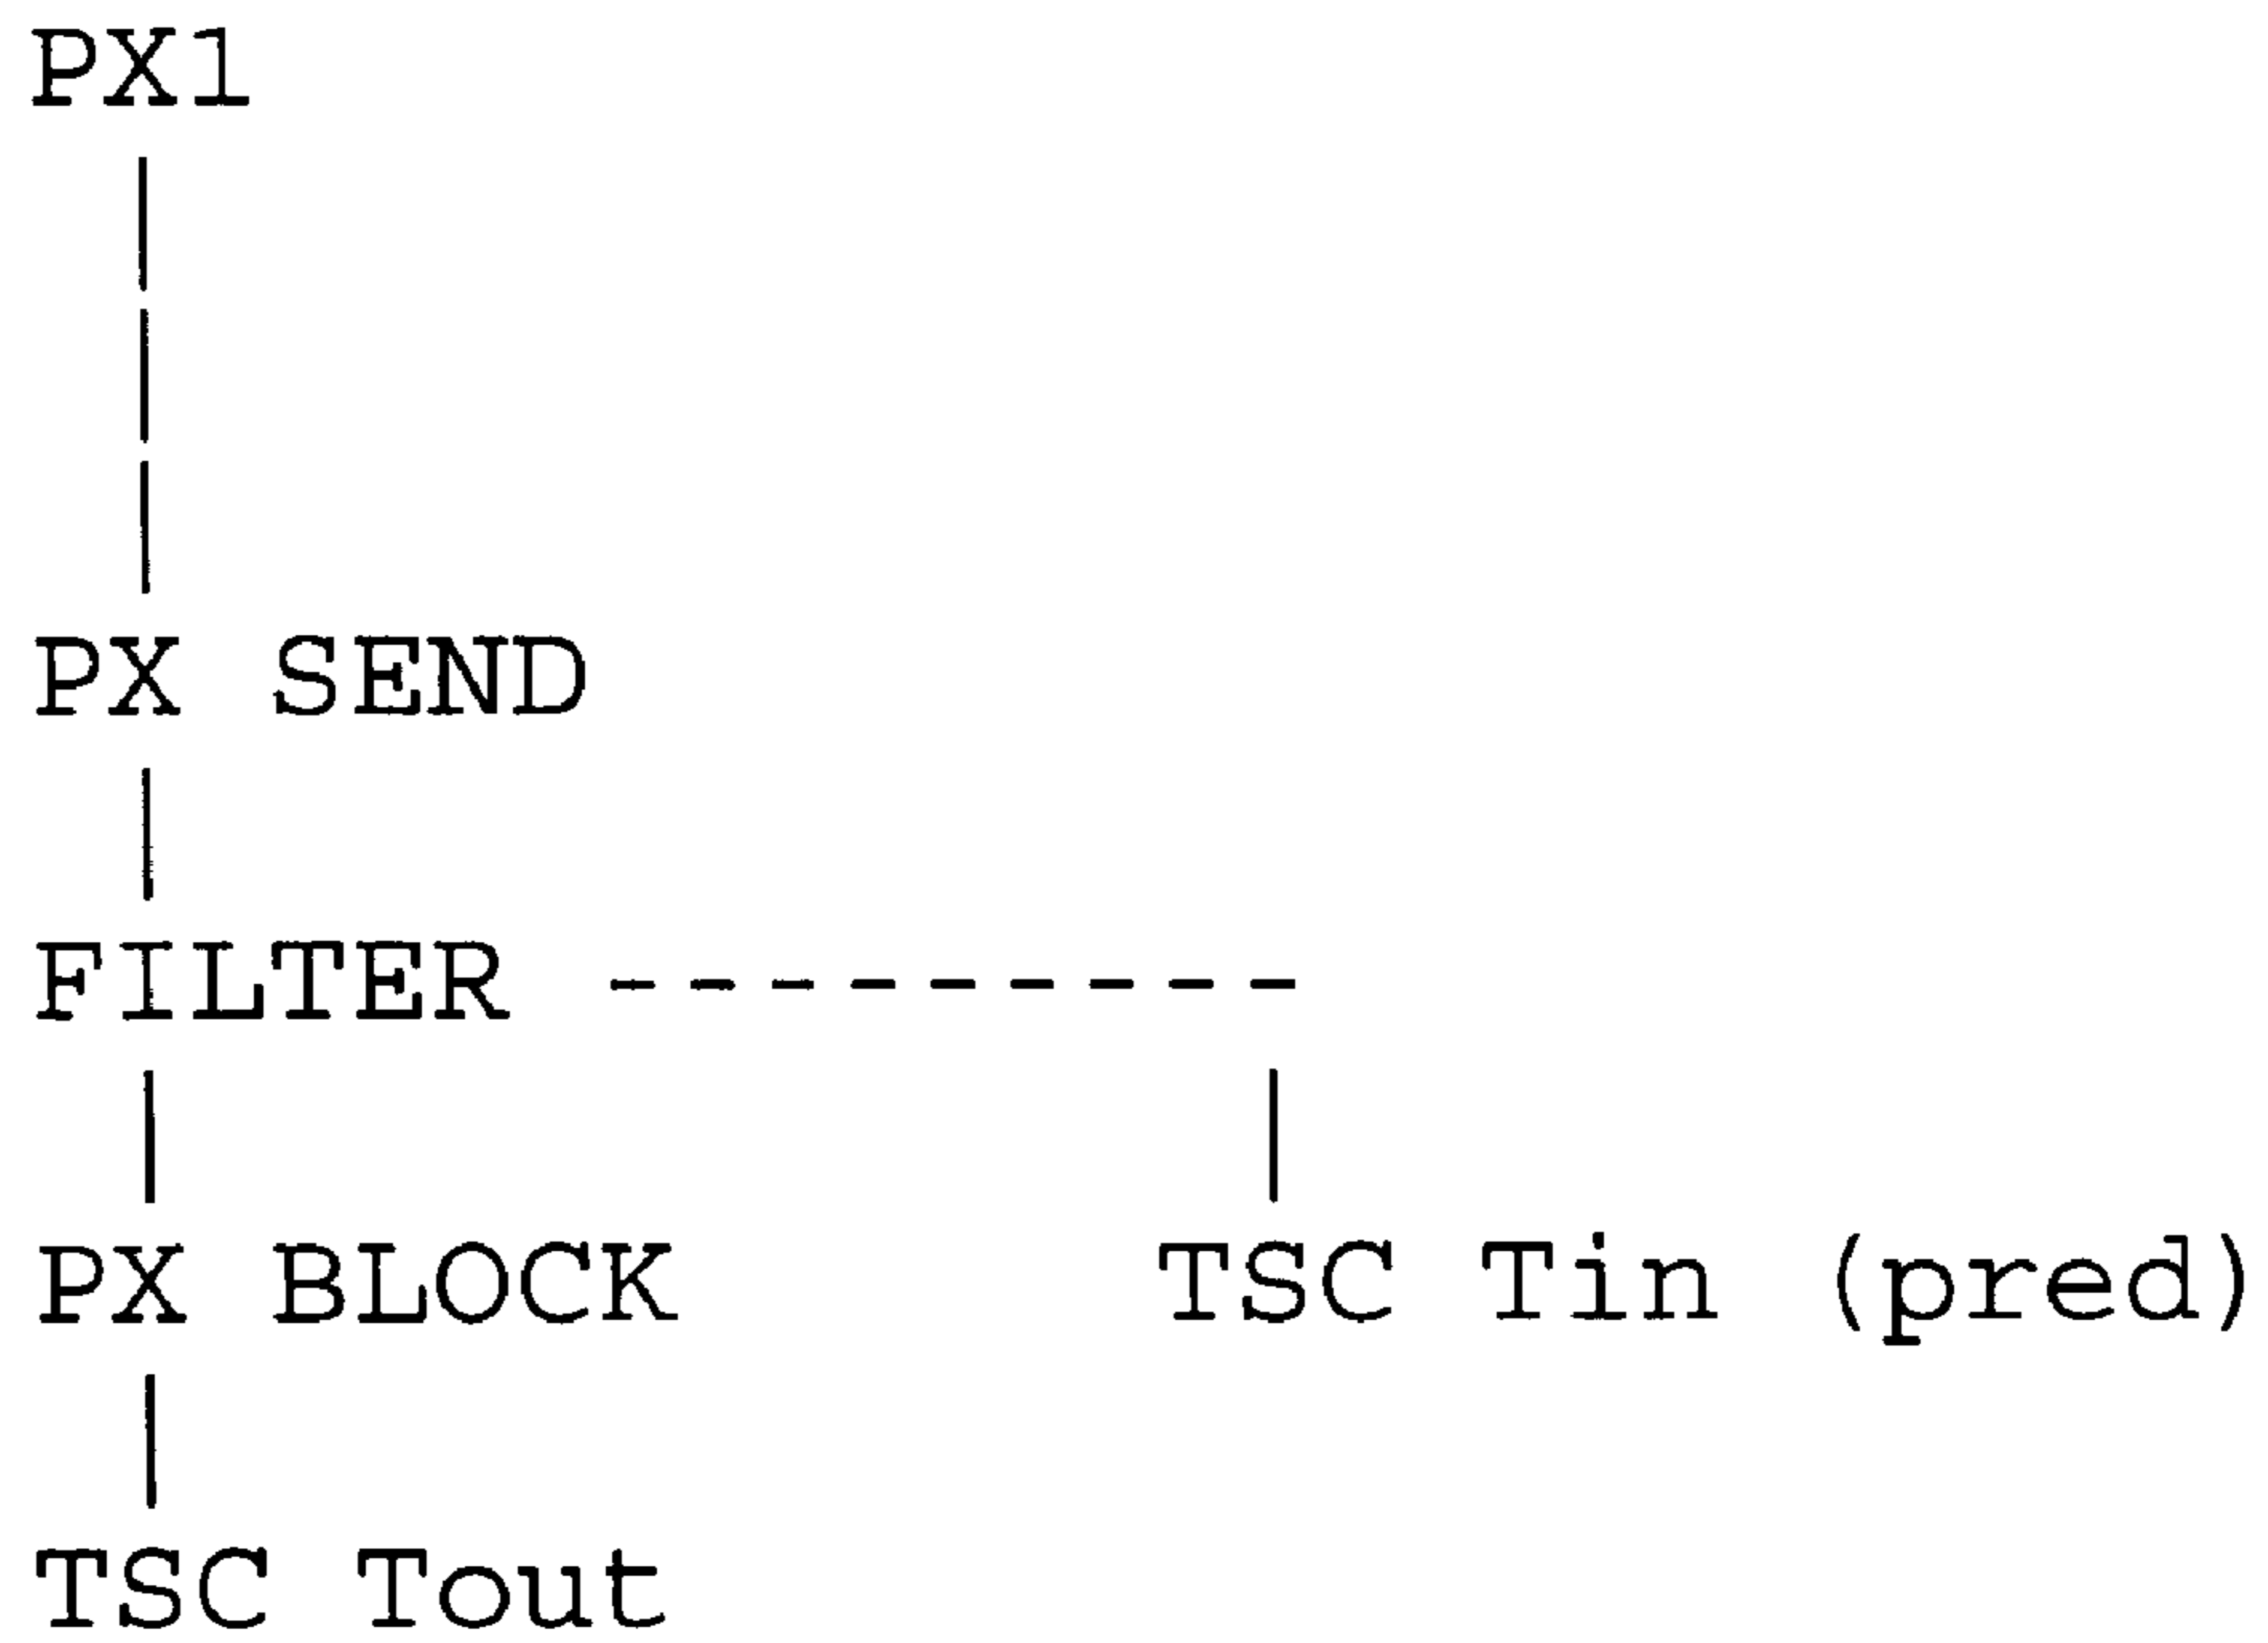 PX1
PX SEND
FILTER ---------
PX BLOCK TSC Tin (pred)
TSC Tout